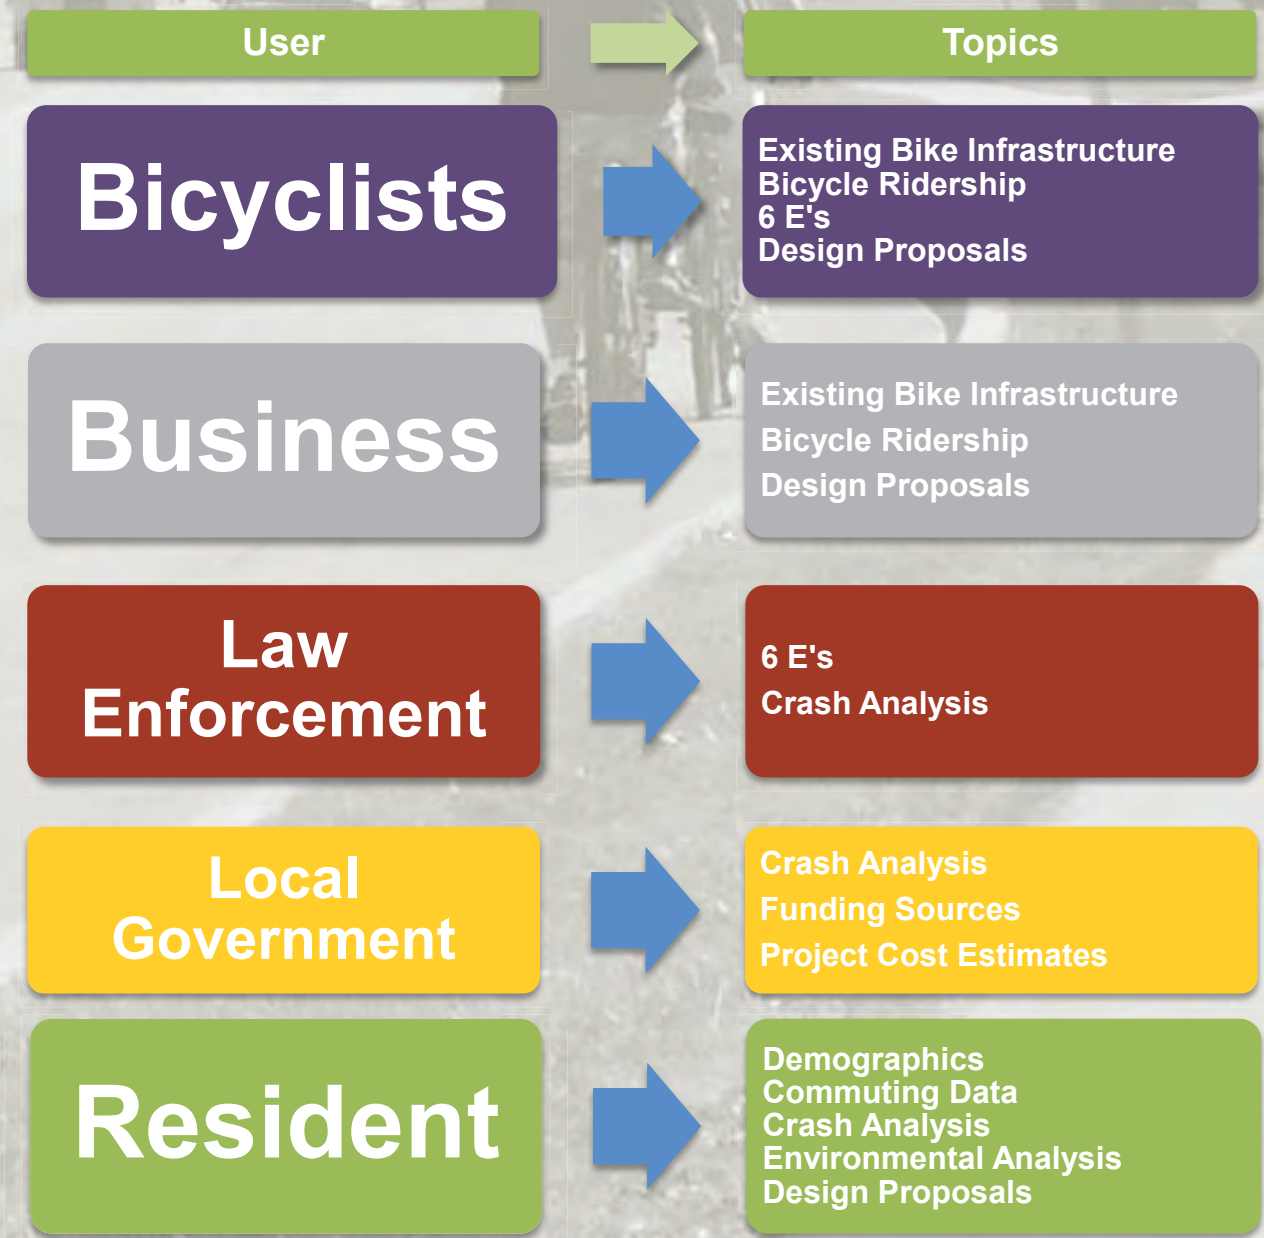 User
Topics
Bicyclists
Existing Bike Infrastructure
Bicycle Ridership
6 E's
Design Proposals
Business
Existing Bike Infrastructure
Bicycle Ridership
Design Proposals
Law
Enforcement
6 E's
Crash Analysis
Local
Government
Crash Analysis
Funding Sources
Project Cost Estimates
Resident
Demographics
Commuting Data
Crash Analysis
Environmental Analysis
Design Proposals